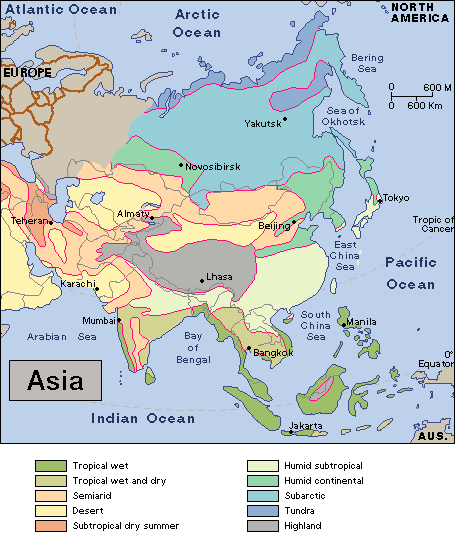 Atlantic Ocean
Arctic
Ocean
NORTH
AMERICA
Bering
Sea
EUROPE
0 600 M
0 600 Km
Sea of
Okhotsk
Yakutsk
Novosibirsk
Tokyo
Almaty
Teheran
Beijing
Tropic of
Cancer
East
China
Sea
Pacific
Ocean
Lhasa
Karachi
Mumbai
South
China
Sea
Manila
Arabian Sea
Bay
of
Bengal
Bangkok
0°
Equator
Asia
Indian Ocean
Jakarta
AUS.
Tropical wet
Tropical wet and dry
Semiarid
Desert
Subtropical dry summer
Humid subtropical
Humid continental
Subarctic
Tundra
Highland